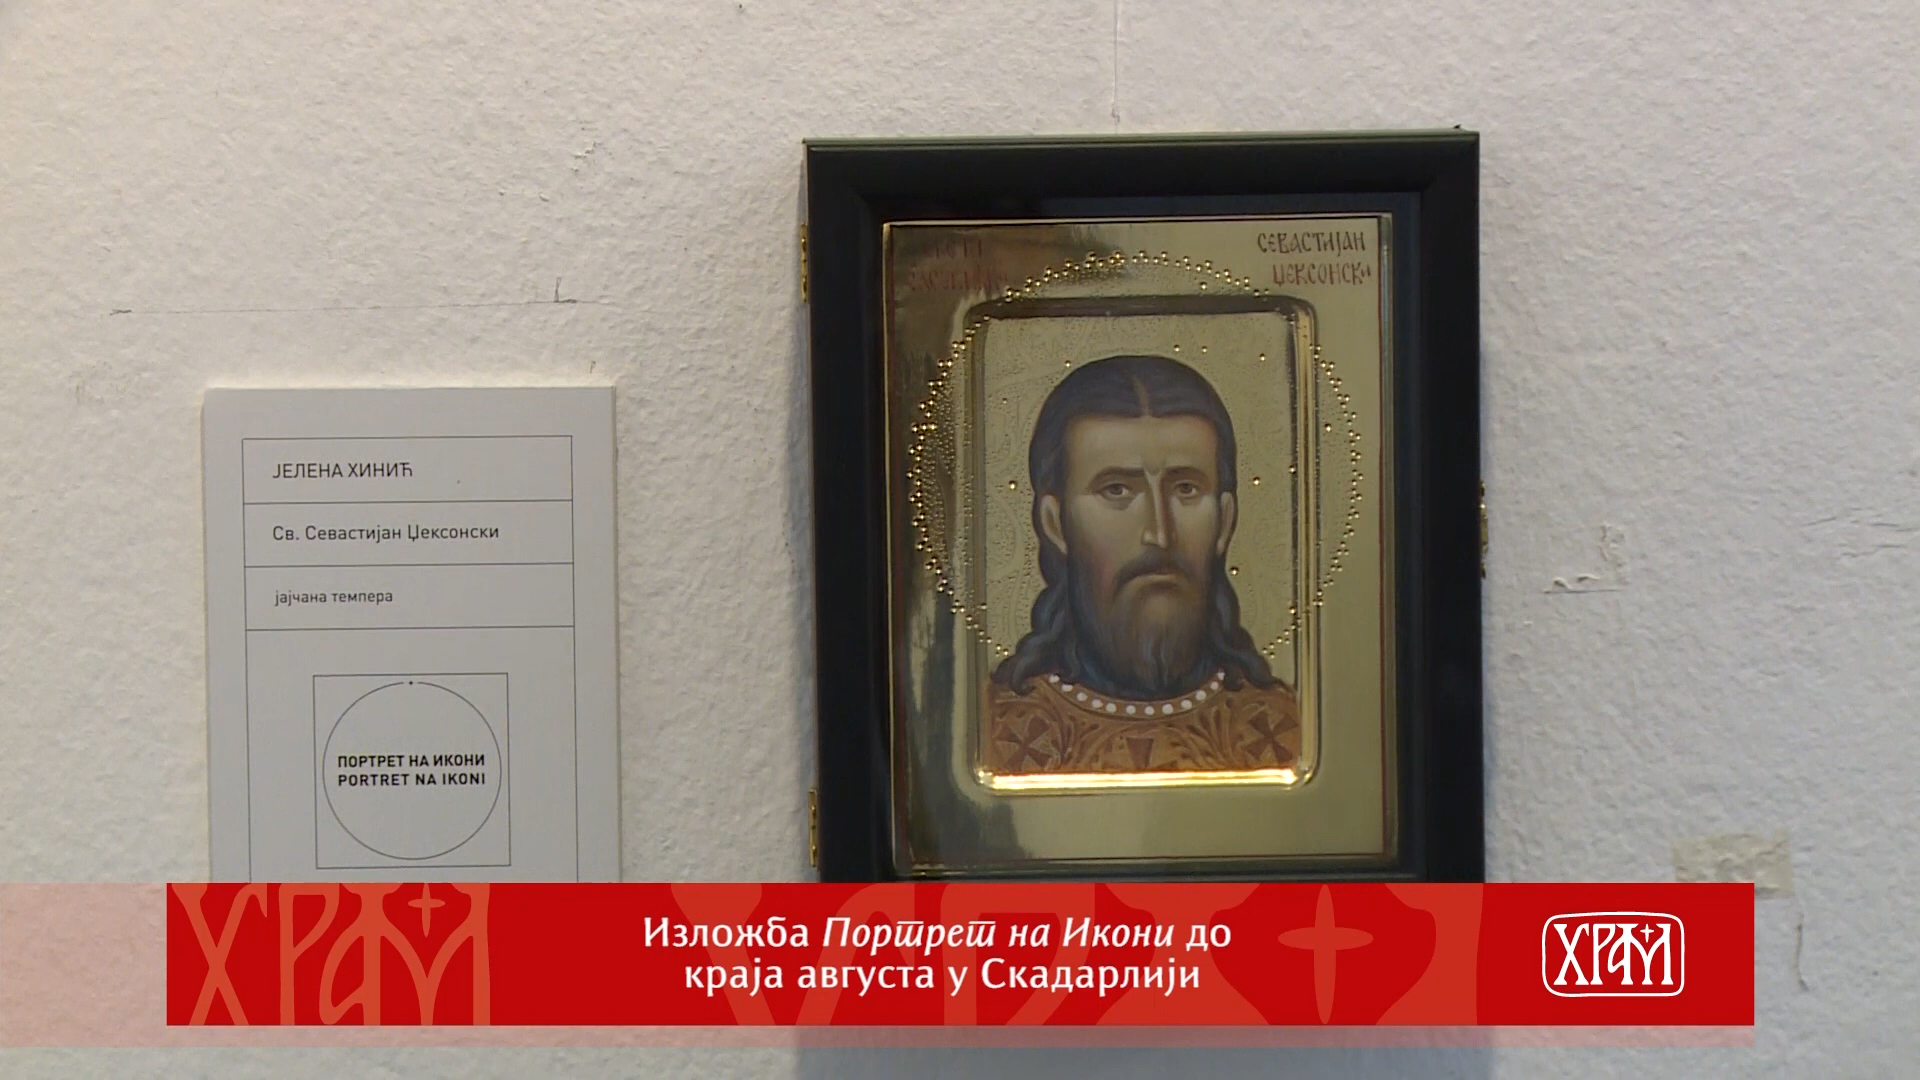 СЕВАСТИЈАН
ЏЕКСОНСКИ
ЈЕЛЕНА ХИНИЋ
Св. Севастијан Џексонски
јајчана темпера
ПОРТРЕТ НА ИКОНИ
PORTRET NA IKONI
Изложба Портрет на Икони до
краја августа у Скадарлији
ХРАМ